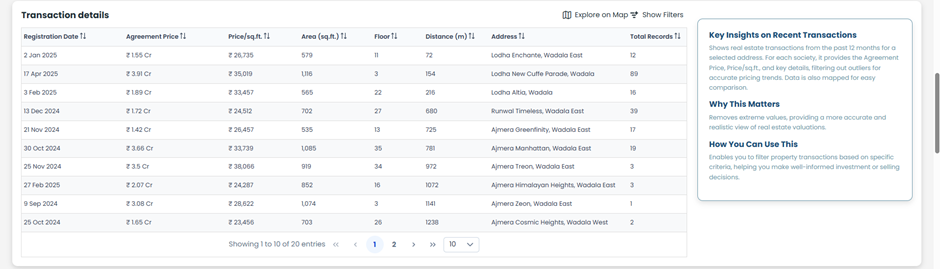 Transaction details
Explore on Map Show Filters
Registration Date Agreement Price Price/sq.ft. Area (sq.ft.) Floor Distance (m) Address Total Records
2 Jan 2025 ₹ 1.55 Cr ₹ 26,735 579 11 72 Lodha Enchante, Wadala East 12
17 Apr 2025 ₹ 3.91 Cr ₹ 35,019 1,116 3 154 Lodha New Cuffe Parade, Wadala 89
3 Feb 2025 ₹ 1.89 Cr ₹ 33,457 565 22 216 Lodha Altia, Wadala 16
13 Dec 2024 ₹ 1.72 Cr ₹ 24,512 702 27 680 Runwal Timeless, Wadala East 39
21 Nov 2024 ₹ 1.42 Cr ₹ 26,457 535 13 725 Ajmera Greenfinity, Wadala East 17
30 Oct 2024 ₹ 3.66 Cr ₹ 33,739 1,085 35 781 Ajmera Manhattan, Wadala East 19
25 Nov 2024 ₹ 3.5 Cr ₹ 38,066 919 34 972 Ajmera Treon, Wadala East 3
27 Feb 2025 ₹ 2.07 Cr ₹ 24,287 852 16 1072 Ajmera Himalayan Heights, Wadala East 3
9 Sep 2024 ₹ 3.08 Cr ₹ 28,622 1,074 3 1141 Ajmera Zeon, Wadala East 1
25 Oct 2024 ₹ 1.65 Cr ₹ 23,456 703 26 1238 Ajmera Cosmic Heights, Wadala West 2
Showing 1 to 10 of 20 entries « ‹ 1 2 › » 10
Key Insights on Recent Transactions
Shows real estate transactions from the past 12 months for a
selected address. For each society, it provides the Agreement
Price, Price/sq.ft., and key details, filtering out outliers for
accurate pricing trends. Data is also mapped for easy
comparison.
Why This Matters
Removes extreme values, providing a more accurate and
realistic view of real estate valuations.
How You Can Use This
Enables you to filter property transactions based on specific
criteria, helping you make well-informed investment or selling
decisions.